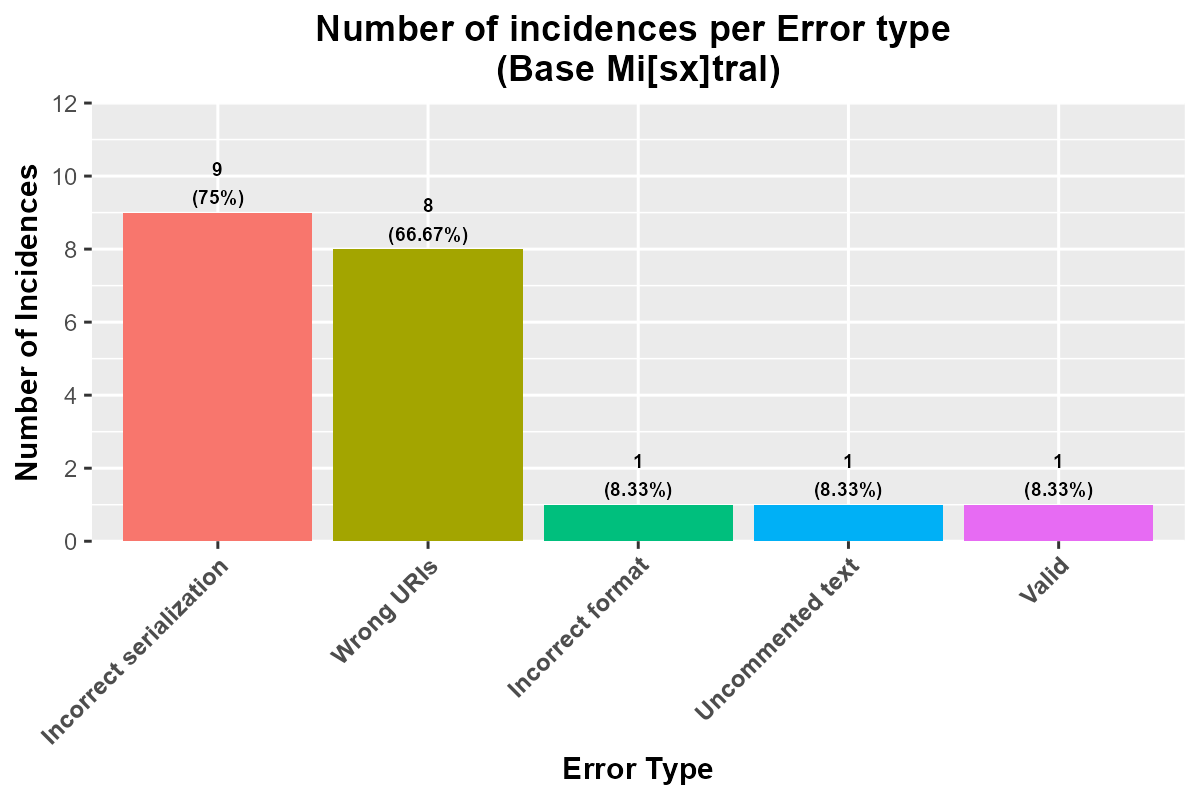 Number of incidences per Error type
(Base Mi[sx]tral)
Number of Incidences
12
10
8
6
4
2
0
9
(75%)
8
(66.67%)
1
(8.33%)
1
(8.33%)
1
(8.33%)
Incorrect serialization
Wrong URIs
Incorrect format
Uncommented text
Valid
Error Type